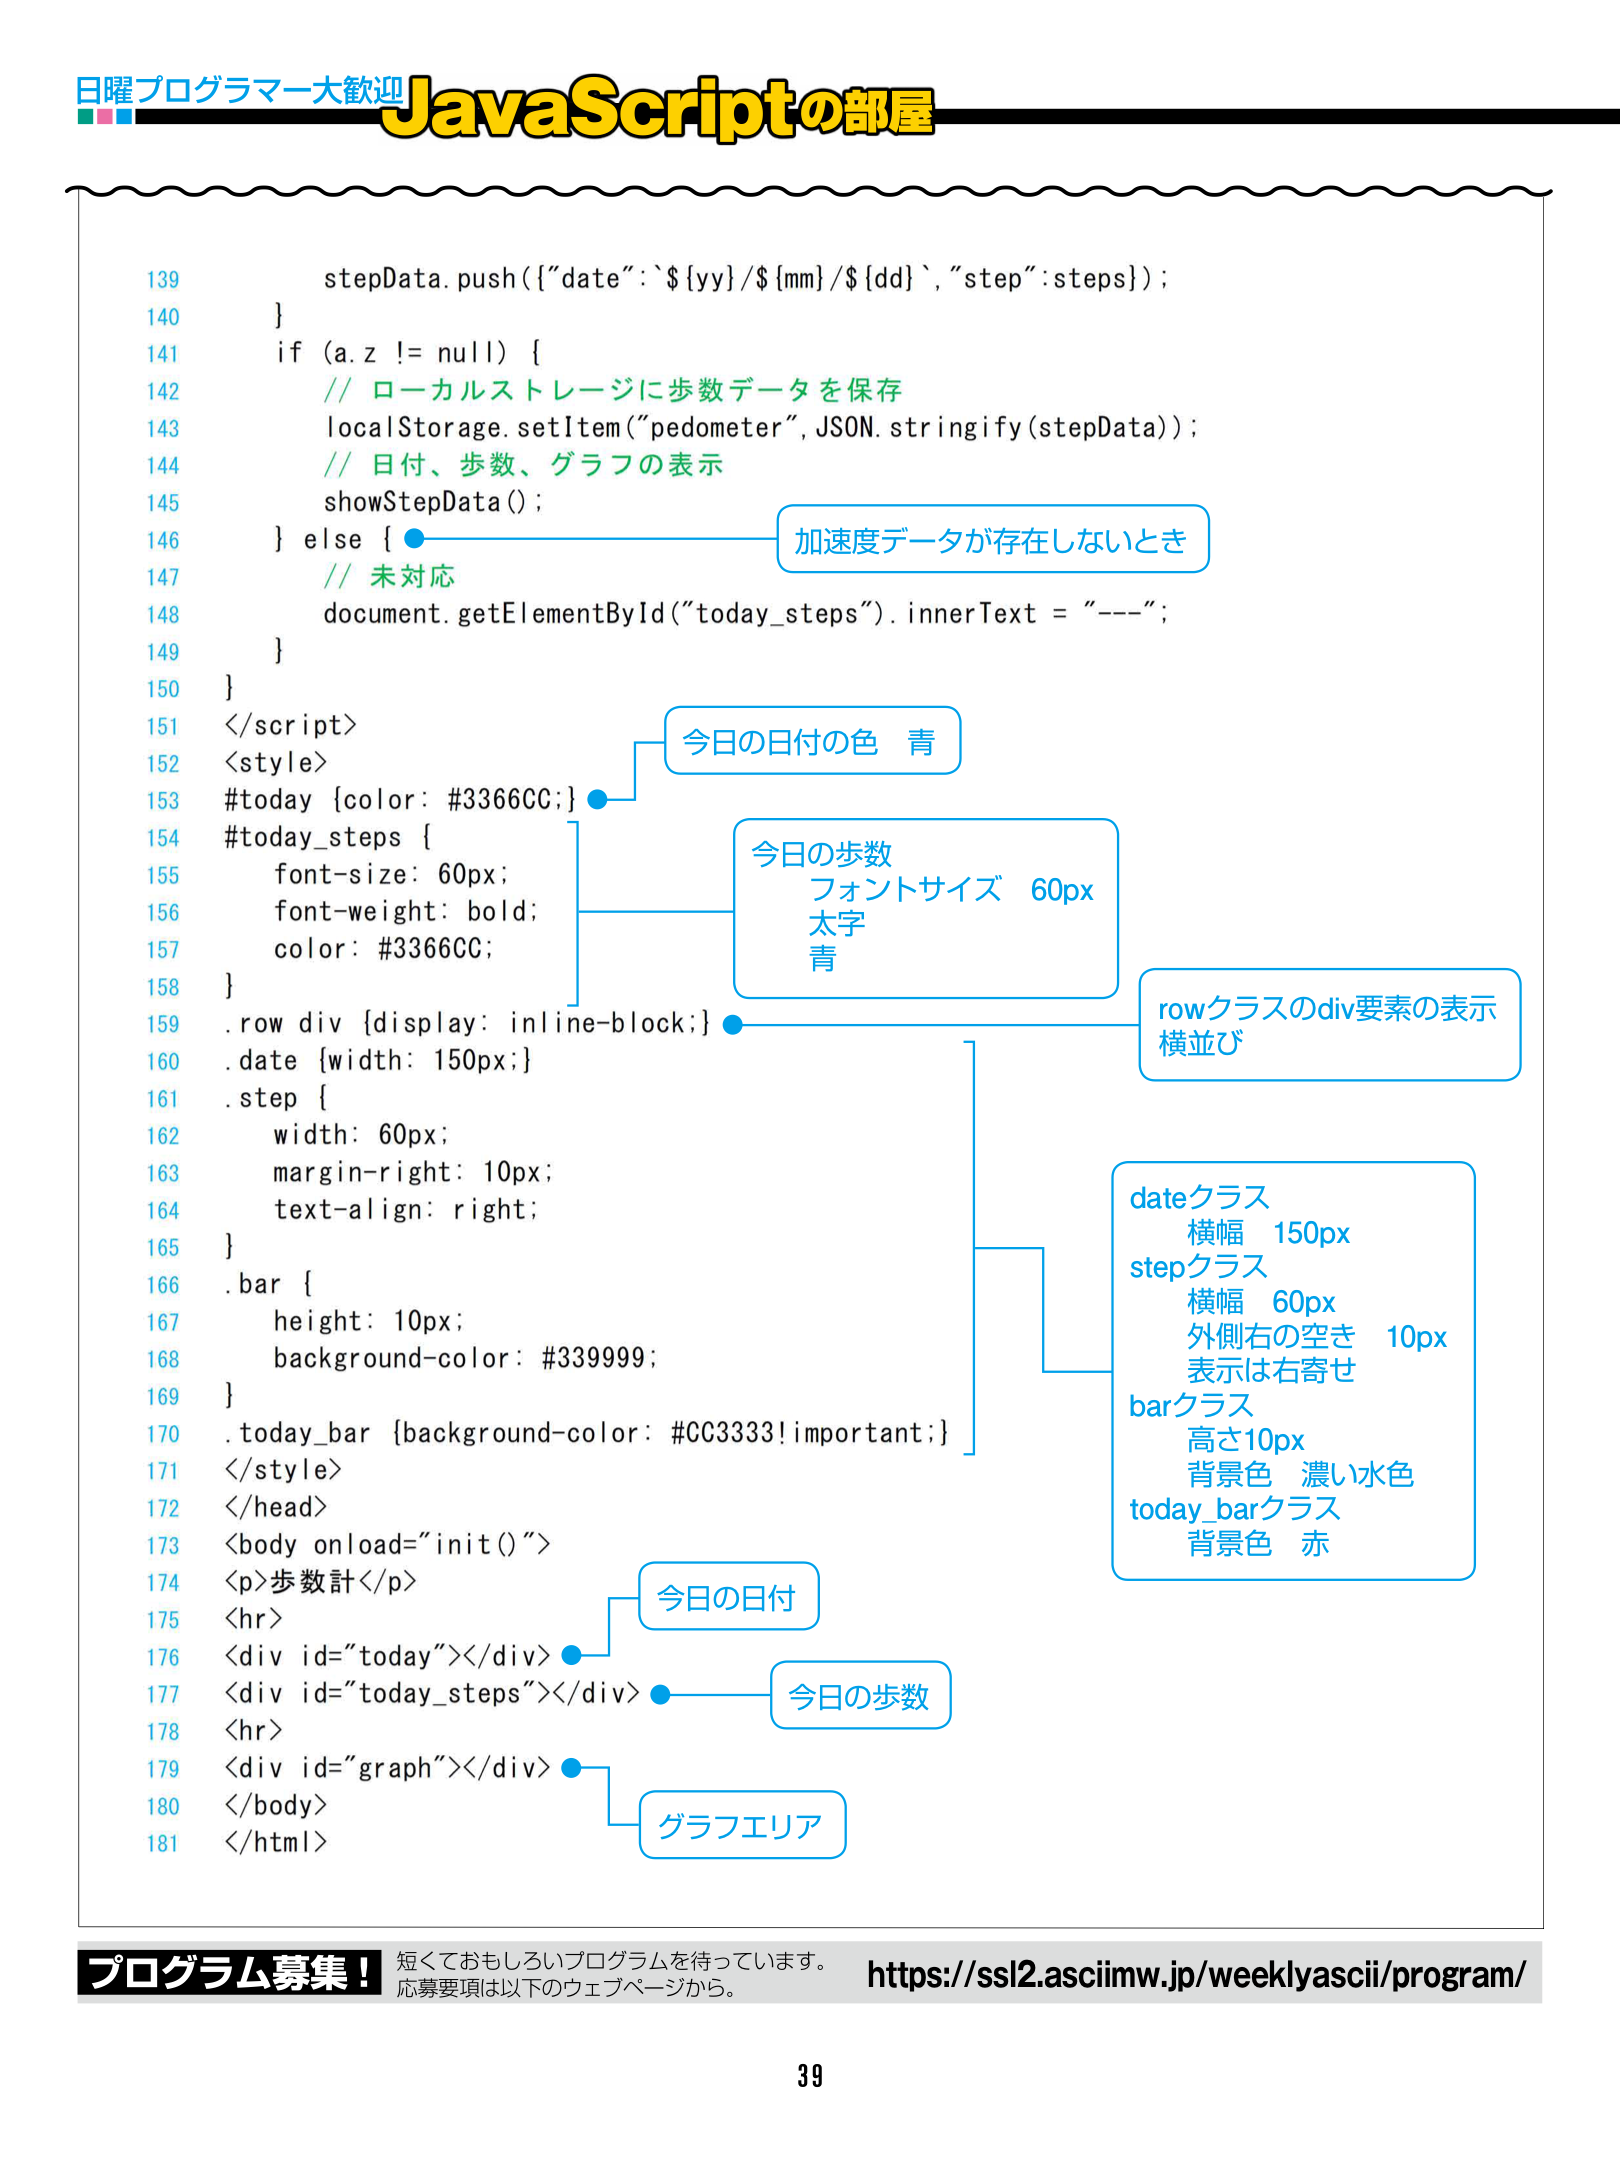 日曜プログラマー大歓迎
JavaScriptの部屋
139 stepData.push({"date":`${yy}/${mm}/${dd}`,"step":steps});
140 }
141 if (a.z != null) {
142 // ローカルストレージに歩数データを保存
143 localStorage.setItem("pedometer",JSON.stringify(stepData));
144 // 日付、歩数、グラフの表示
145 showStepData();
146 } else {
加速度データが存在しないとき
147 // 未対応
148 document.getElementById("today_steps").innerText = "---";
149 }
150 }
151 </script>
152 <style>
今日の日付の色　青
153 #today {color: #3366CC;}
154 #today_steps {
155 font-size: 60px;
156 font-weight: bold;
157 color: #3366CC;
158 }
今日の歩数
フォントサイズ　60px
太字
青
159 .row div {display: inline-block;}
rowクラスのdiv要素の表示
横並び
160 .date {width: 150px;}
161 .step {
162 width: 60px;
163 margin-right: 10px;
164 text-align: right;
165 }
166 .bar {
167 height: 10px;
168 background-color: #339999;
169 }
170 .today_bar {background-color: #CC3333!important;}
dateクラス
横幅　150px
stepクラス
横幅　60px
外側右の空き　10px
表示は右寄せ
barクラス
高さ10px
背景色　濃い水色
today_barクラス
背景色　赤
171 </style>
172 </head>
173 <body onload="init()">
174 <p>歩数計</p>
175 <hr>
今日の日付
176 <div id="today"></div>
177 <div id="today_steps"></div>
今日の歩数
178 <hr>
179 <div id="graph"></div>
グラフエリア
180 </body>
181 </html>
プログラム募集！
短くておもしろいプログラムを待っています。
応募要項は以下のウェブページから。
https://ssl2.asciimw.jp/weeklyascii/program/
39